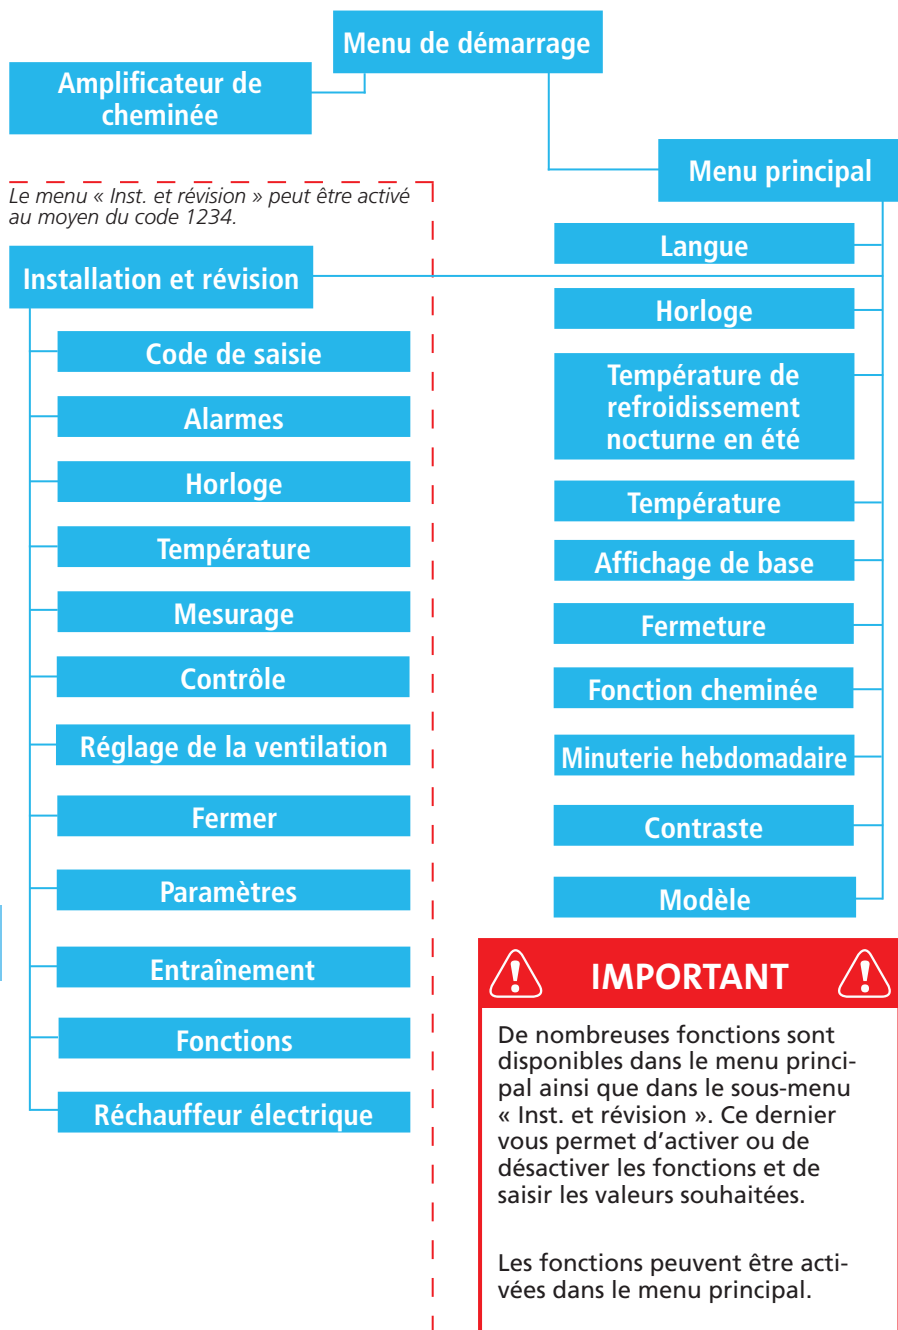 Menu de démarrage
Amplificateur de
cheminée
Menu principal
Le menu « Inst. et révision » peut être activé
au moyen du code 1234.
Installation et révision
Code de saisie
Alarmes
Horloge
Température
Mesurage
Contrôle
Réglage de la ventilation
Fermer
Paramètres
Entraînement
Fonctions
Réchauffeur électrique
Langue
Horloge
Température de
refroidissement
nocturne en été
Température
Affichage de base
Fermeture
Fonction cheminée
Minuterie hebdomadaire
Contraste
Modèle
IMPORTANT
De nombreuses fonctions sont
disponibles dans le menu princi-
pal ainsi que dans le sous-menu
« Inst. et révision ». Ce dernier
vous permet d’activer ou de
désactiver les fonctions et de
saisir les valeurs souhaitées.
Les fonctions peuvent être acti-
vées dans le menu principal.